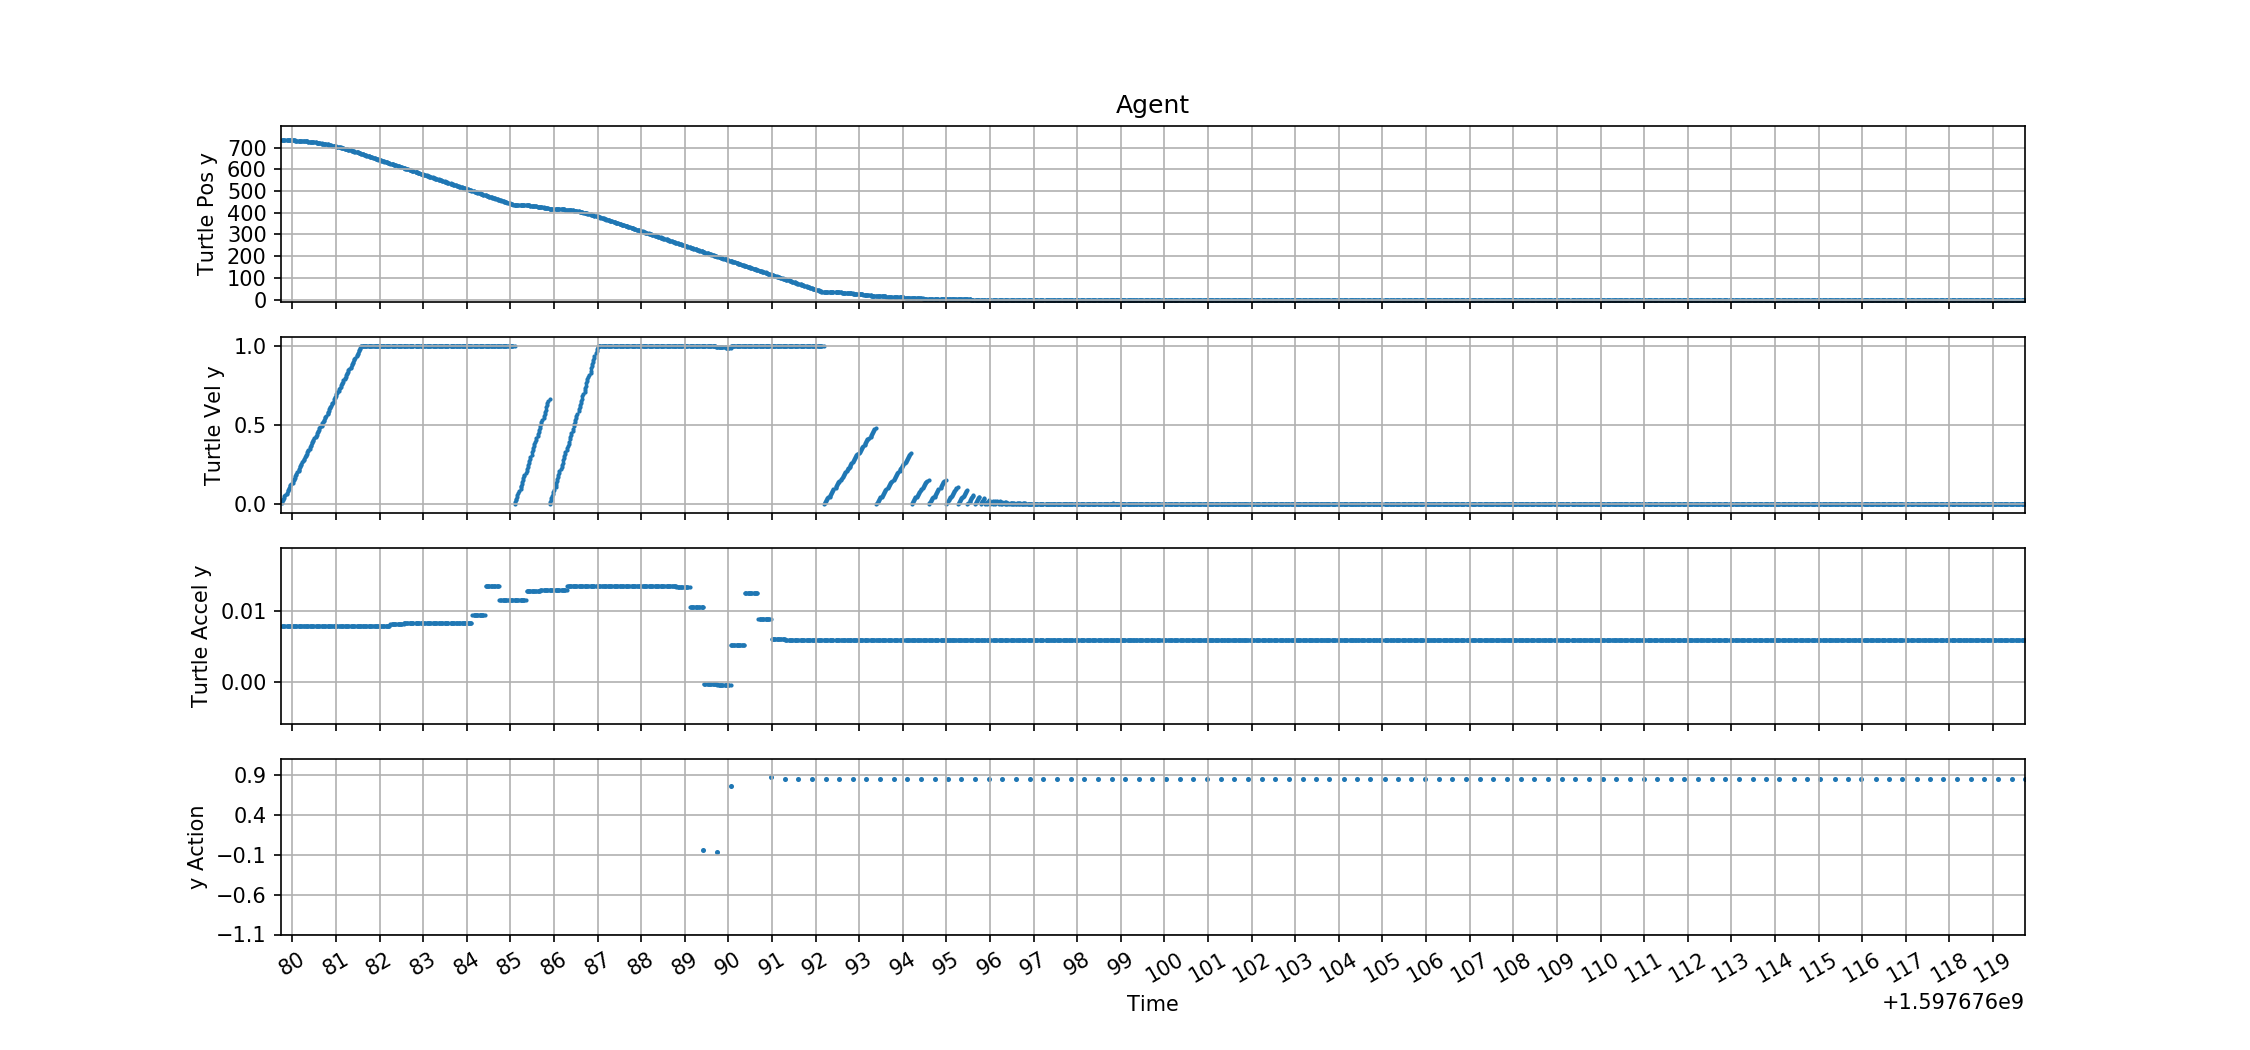 Agent
Turtle Pos y
700
600
500
400
300
200
100
0
Turtle Vel y
1.0
0.5
0.0
Turtle Accel y
0.01
0.00
y Action
0.9
0.4
−0.1
−0.6
−1.1
80 81 82 83 84 85 86 87 88 89 90 91 92 93 94 95 96 97 98 99 100 101 102 103 104 105 106 107 108 109 110 111 112 113 114 115 116 117 118 119
Time
+1.597676e9